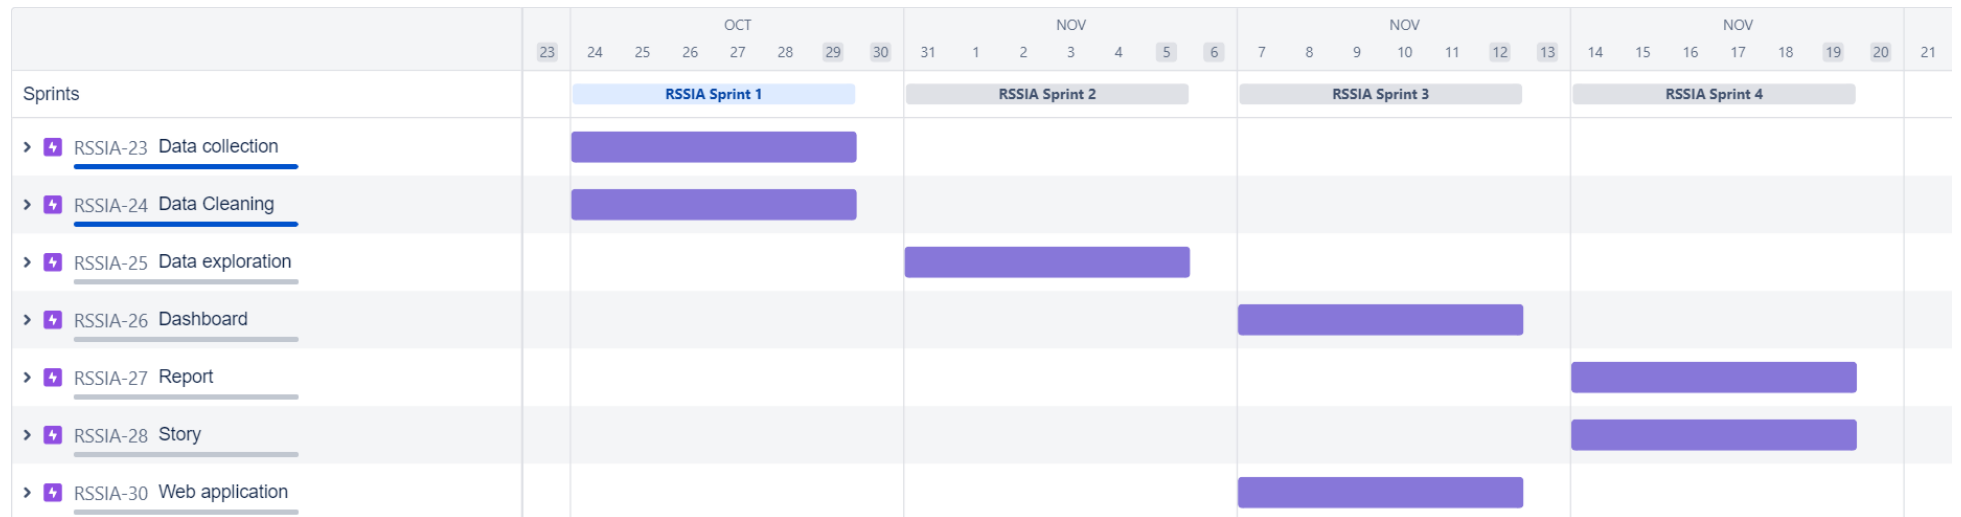 OCT NOV NOV NOV
23 24 25 26 27 28 29 30 31 1 2 3 4 5 6 7 8 9 10 11 12 13 14 15 16 17 18 19 20 21
Sprints RSSIA Sprint 1 RSSIA Sprint 2 RSSIA Sprint 3 RSSIA Sprint 4
RSSIA-23 Data collection
RSSIA-24 Data Cleaning
RSSIA-25 Data exploration
RSSIA-26 Dashboard
RSSIA-27 Report
RSSIA-28 Story
RSSIA-30 Web application